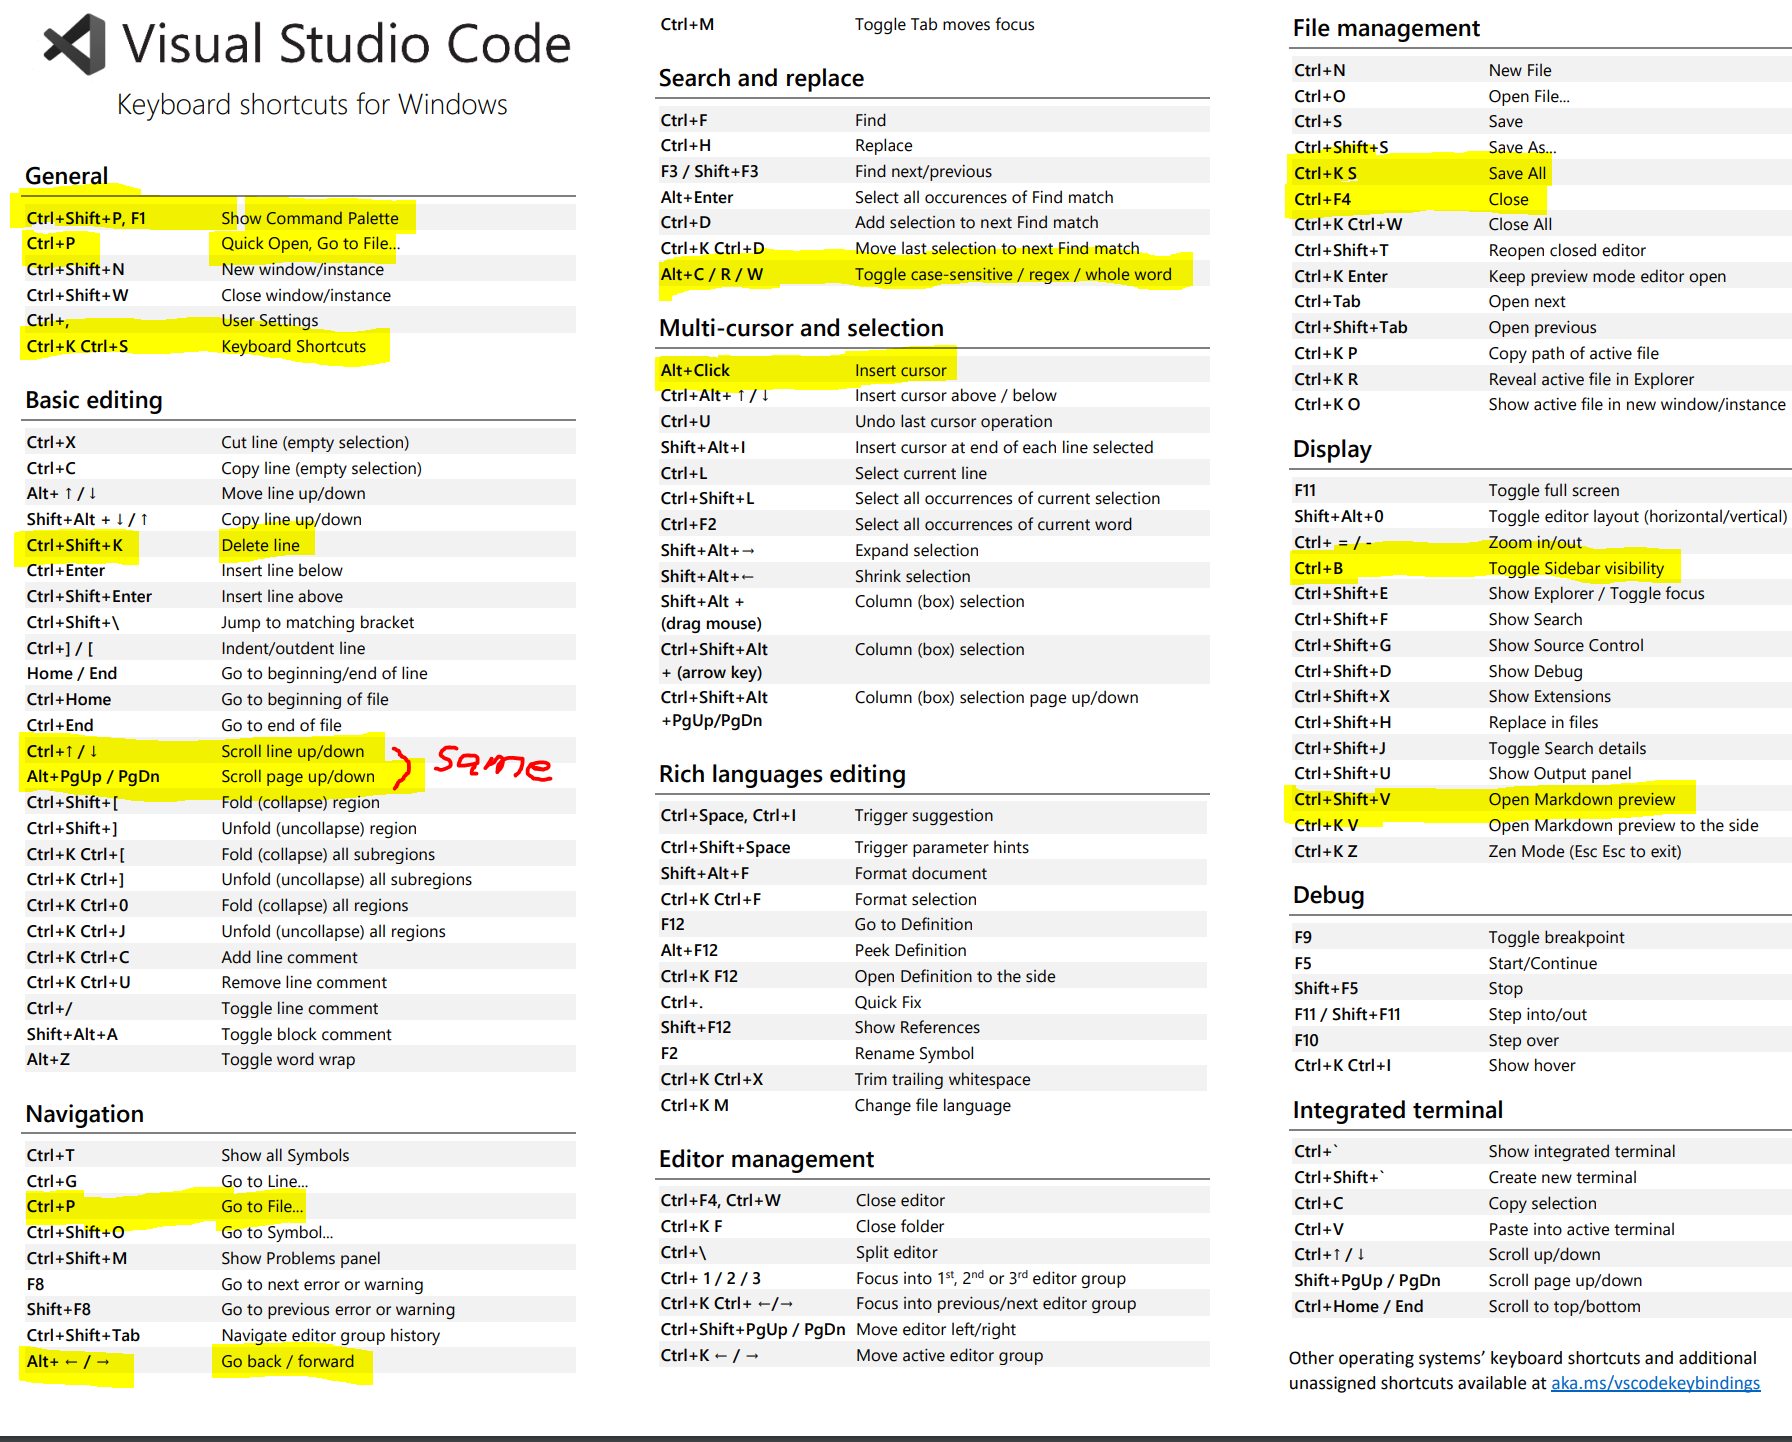 Visual Studio Code
Keyboard shortcuts for Windows
General
Ctrl+Shift+P, F1 Show Command Palette
Ctrl+P Quick Open, Go to File...
Ctrl+Shift+N New window/instance
Ctrl+Shift+W Close window/instance
Ctrl+, User Settings
Ctrl+K Ctrl+S Keyboard Shortcuts
Basic editing
Ctrl+X Cut line (empty selection)
Ctrl+C Copy line (empty selection)
Alt+ ↑ / ↓ Move line up/down
Shift+Alt + ↓ / ↑ Copy line up/down
Ctrl+Shift+K Delete line
Ctrl+Enter Insert line below
Ctrl+Shift+Enter Insert line above
Ctrl+Shift+\ Jump to matching bracket
Ctrl+] / [ Indent/outdent line
Home / End Go to beginning/end of line
Ctrl+Home Go to beginning of file
Ctrl+End Go to end of file
Ctrl+↑ / ↓ Scroll line up/down
Alt+PgUp / PgDn Scroll page up/down
same
Ctrl+Shift+[ Fold (collapse) region
Ctrl+Shift+] Unfold (uncollapse) region
Ctrl+K Ctrl+[ Fold (collapse) all subregions
Ctrl+K Ctrl+] Unfold (uncollapse) all subregions
Ctrl+K Ctrl+0 Fold (collapse) all regions
Ctrl+K Ctrl+J Unfold (uncollapse) all regions
Ctrl+K Ctrl+C Add line comment
Ctrl+K Ctrl+U Remove line comment
Ctrl+/ Toggle line comment
Shift+Alt+A Toggle block comment
Alt+Z Toggle word wrap
Navigation
Ctrl+T Show all Symbols
Ctrl+G Go to Line...
Ctrl+P Go to File...
Ctrl+Shift+O Go to Symbol...
Ctrl+Shift+M Show Problems panel
F8 Go to next error or warning
Shift+F8 Go to previous error or warning
Ctrl+Shift+Tab Navigate editor group history
Alt+ ← / → Go back / forward
Ctrl+M Toggle Tab moves focus
Search and replace
Ctrl+F Find
Ctrl+H Replace
F3 / Shift+F3 Find next/previous
Alt+Enter Select all occurences of Find match
Ctrl+D Add selection to next Find match
Ctrl+K Ctrl+D Move last selection to next Find match
Alt+C / R / W Toggle case-sensitive / regex / whole word
Multi-cursor and selection
Alt+Click Insert cursor
Ctrl+Alt+ ↑ / ↓ Insert cursor above / below
Ctrl+U Undo last cursor operation
Shift+Alt+I Insert cursor at end of each line selected
Ctrl+L Select current line
Ctrl+Shift+L Select all occurrences of current selection
Ctrl+F2 Select all occurrences of current word
Shift+Alt+→ Expand selection
Shift+Alt+← Shrink selection
Shift+Alt + Column (box) selection
(drag mouse)
Ctrl+Shift+Alt Column (box) selection
+ (arrow key)
Ctrl+Shift+Alt Column (box) selection page up/down
+PgUp/PgDn
Rich languages editing
Ctrl+Space, Ctrl+I Trigger suggestion
Ctrl+Shift+Space Trigger parameter hints
Shift+Alt+F Format document
Ctrl+K Ctrl+F Format selection
F12 Go to Definition
Alt+F12 Peek Definition
Ctrl+K F12 Open Definition to the side
Ctrl+. Quick Fix
Shift+F12 Show References
F2 Rename Symbol
Ctrl+K Ctrl+X Trim trailing whitespace
Ctrl+K M Change file language
Editor management
Ctrl+F4, Ctrl+W Close editor
Ctrl+K F Close folder
Ctrl+\ Split editor
Ctrl+ 1 / 2 / 3 Focus into 1st, 2nd or 3rd editor group
Ctrl+K Ctrl+ ←/→ Focus into previous/next editor group
Ctrl+Shift+PgUp / PgDn Move editor left/right
Ctrl+K ← / → Move active editor group
File management
Ctrl+N New File
Ctrl+O Open File...
Ctrl+S Save
Ctrl+Shift+S Save As...
Ctrl+K S Save All
Ctrl+F4 Close
Ctrl+K Ctrl+W Close All
Ctrl+Shift+T Reopen closed editor
Ctrl+K Enter Keep preview mode editor open
Ctrl+Tab Open next
Ctrl+Shift+Tab Open previous
Ctrl+K P Copy path of active file
Ctrl+K R Reveal active file in Explorer
Ctrl+K O Show active file in new window/instance
Display
F11 Toggle full screen
Shift+Alt+0 Toggle editor layout (horizontal/vertical)
Ctrl+ = / - Zoom in/out
Ctrl+B Toggle Sidebar visibility
Ctrl+Shift+E Show Explorer / Toggle focus
Ctrl+Shift+F Show Search
Ctrl+Shift+G Show Source Control
Ctrl+Shift+D Show Debug
Ctrl+Shift+X Show Extensions
Ctrl+Shift+H Replace in files
Ctrl+Shift+J Toggle Search details
Ctrl+Shift+U Show Output panel
Ctrl+Shift+V Open Markdown preview
Ctrl+K V Open Markdown preview to the side
Ctrl+K Z Zen Mode (Esc Esc to exit)
Debug
F9 Toggle breakpoint
F5 Start/Continue
Shift+F5 Stop
F11 / Shift+F11 Step into/out
F10 Step over
Ctrl+K Ctrl+I Show hover
Integrated terminal
Ctrl+` Show integrated terminal
Ctrl+Shift+` Create new terminal
Ctrl+C Copy selection
Ctrl+V Paste into active terminal
Ctrl+↑ / ↓ Scroll up/down
Shift+PgUp / PgDn Scroll page up/down
Ctrl+Home / End Scroll to top/bottom
Other operating systems’ keyboard shortcuts and additional
unassigned shortcuts available at aka.ms/vscodekeybindings